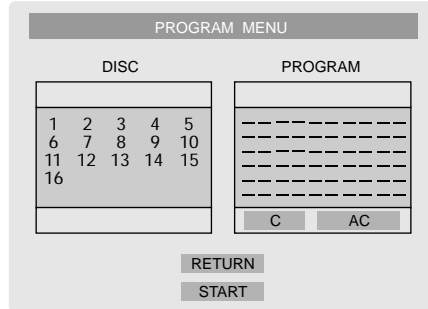 PROGRAM MENU
DISC PROGRAM
1 2 3 4 5
6 7 8 9 10
11 12 13 14 15
16
C AC
RETURN
START